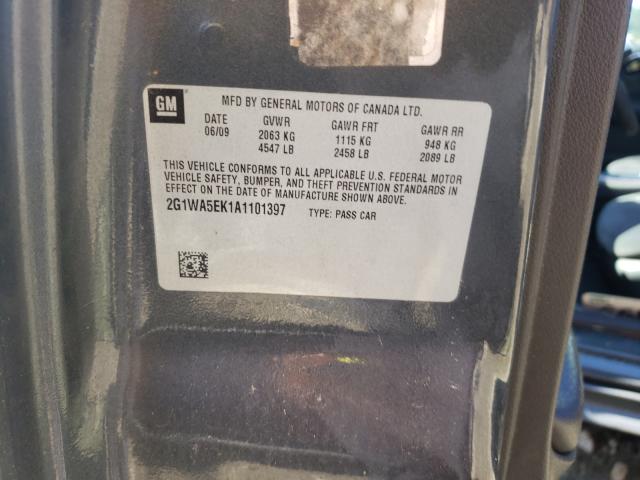 GM
MFD BY GENERAL MOTORS OF CANADA LTD.
DATE GVWR GAWR FRT GAWR RR
06/09 2063 KG 1115 KG 948 KG
4547 LB 2458 LB 2089 LB
THIS VEHICLE CONFORMS TO ALL APPLICABLE U.S. FEDERAL MOTOR
VEHICLE SAFETY, BUMPER, AND THEFT PREVENTION STANDARDS IN
EFFECT ON THE DATE OF MANUFACTURE SHOWN ABOVE.
2G1WA5EK1A1101397 TYPE: PASS CAR